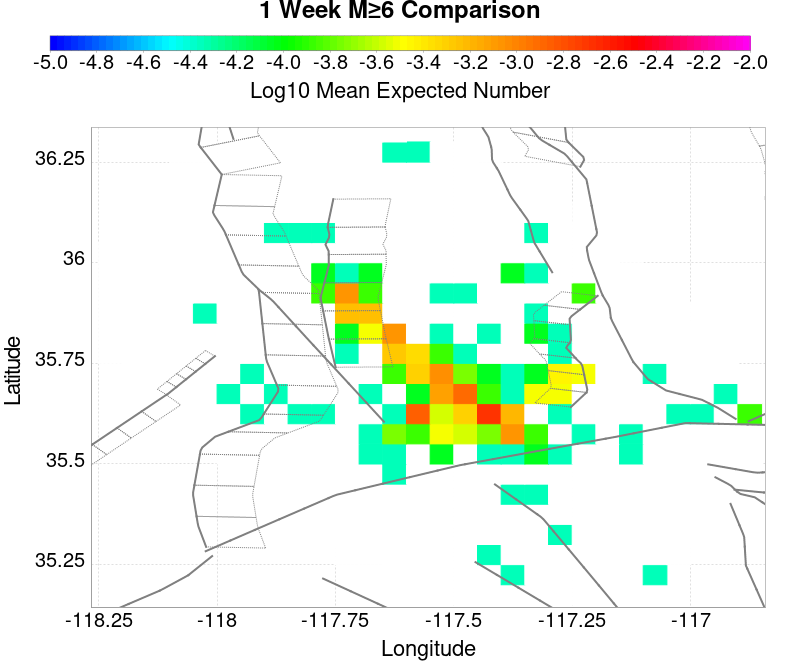 1 Week M≥6 Comparison
-5.0 -4.8 -4.6 -4.4 -4.2 -4.0 -3.8 -3.6 -3.4 -3.2 -3.0 -2.8 -2.6 -2.4 -2.2 -2.0
Log10 Mean Expected Number
36.25
36
35.75
35.5
35.25
Latitude
-118.25 -118 -117.75 -117.5 -117.25 -117
Longitude